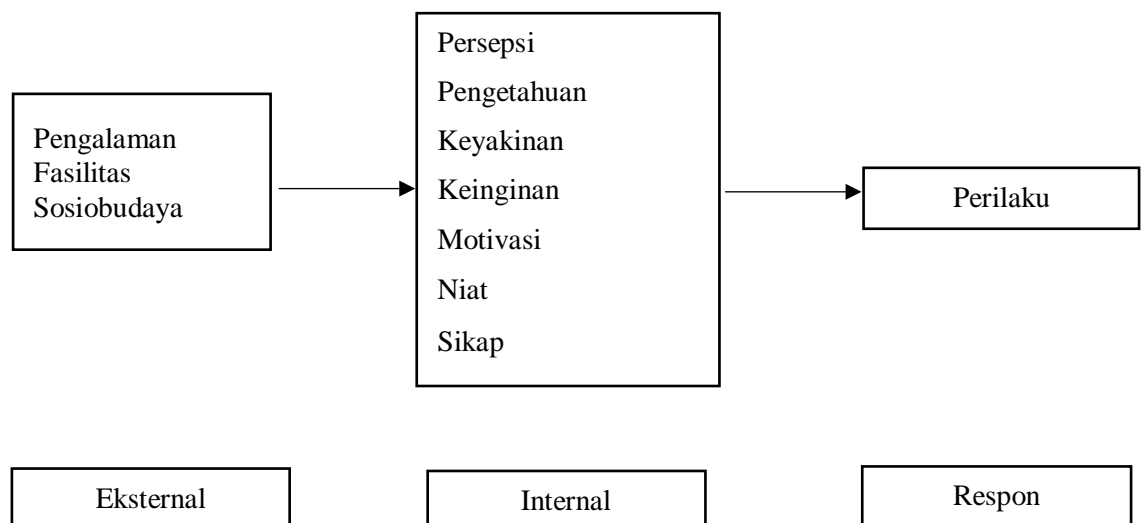 Pengalaman
Fasilitas
Sosiobudaya
Persepsi
Pengetahuan
Keyakinan
Keinginan
Motivasi
Niat
Sikap
Perilaku
Eksternal
Internal
Respon